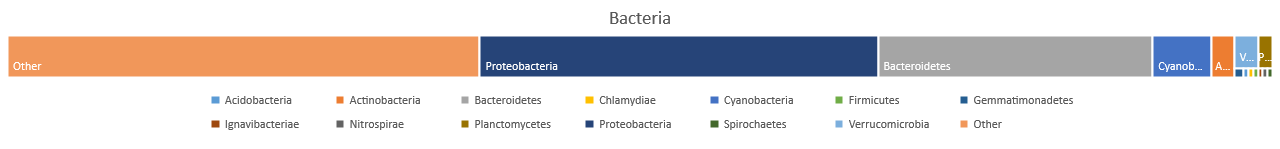 Bacteria
Other Proteobacteria Bacteroidetes Cyanob... A... V... P...
Acidobacteria Actinobacteria Bacteroidetes Chlamydiae Cyanobacteria Firmicutes Gemmatimonadetes
Ignavibacteriae Nitrospirae Planctomycetes Proteobacteria Spirochaetes Verrucomicrobia Other